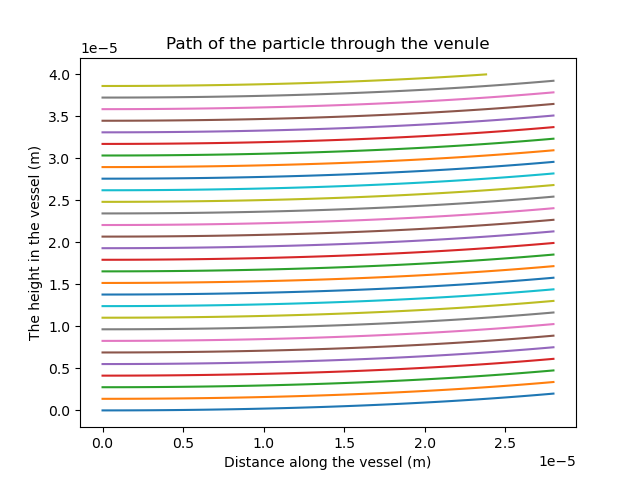 Path of the particle through the venule
1e−5
4.0
3.5
3.0
2.5
2.0
1.5
1.0
0.5
0.0
The height in the vessel (m)
0.0 0.5 1.0 1.5 2.0 2.5
Distance along the vessel (m)
1e−5